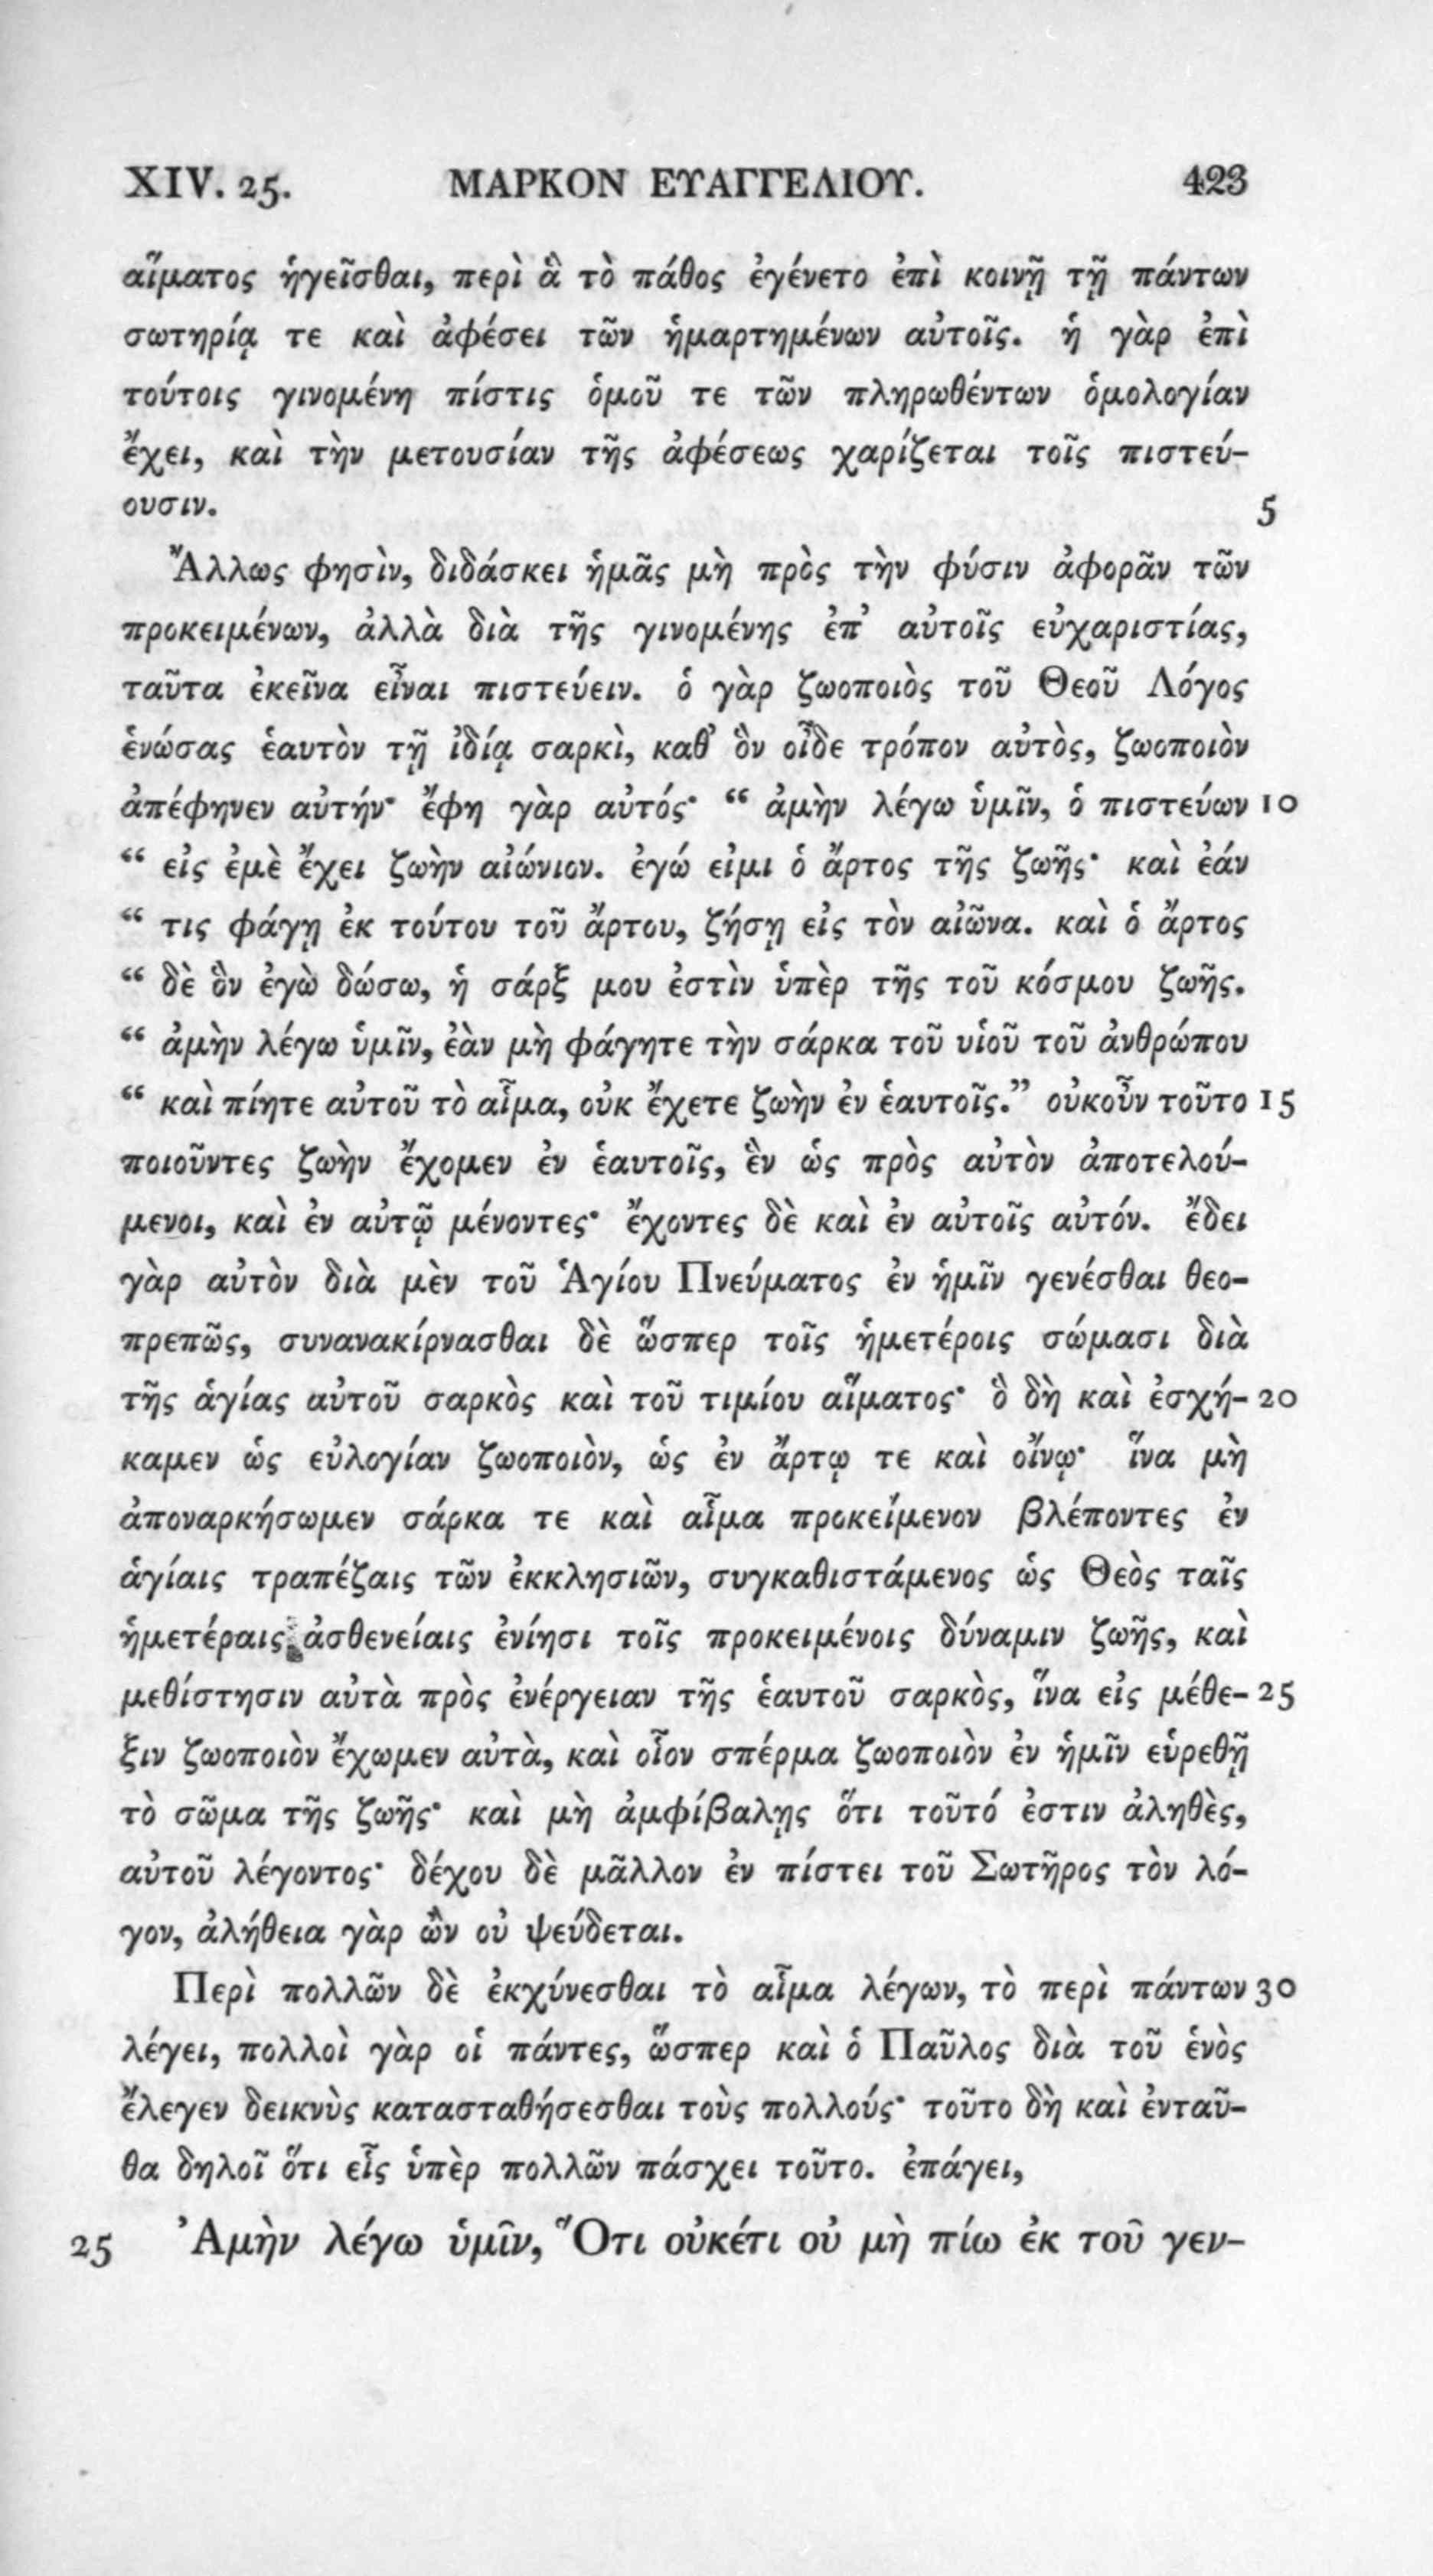 XIV. 25. ΜΑΡΚΟΝ ΕΥΑΓΓΕΛΙΟΥ. 423
αἵματος ἡγεῖσθαι, περὶ ἃ τὸ πάθος ἐγένετο ἐπὶ κοινῇ τῇ πάντων
σωτηρίᾳ τε καὶ ἀφέσει τῶν ἡμαρτημένων αὐτοῖς. ἡ γὰρ ἐπὶ
τούτοις γινομένη πίστις ὁμοῦ τε τῶν πληρωθέντων ὁμολογίαν
ἔχει, καὶ τὴν μετουσίαν τῆς ἀφέσεως χαρίζεται τοῖς πιστεύ-
ουσιν. 5
Ἄλλως φησὶν, διδάσκει ἡμᾶς μὴ πρὸς τὴν φύσιν ἀφορᾶν τῶν
προκειμένων, ἀλλὰ διὰ τῆς γινομένης ἐπ’ αὐτοῖς εὐχαριστίας,
ταῦτα ἐκεῖνα εἶναι πιστεύειν. ὁ γὰρ ζωοποιὸς τοῦ Θεοῦ Λόγος
ἑνώσας ἑαυτὸν τῇ ἰδίᾳ σαρκὶ, καθ’ ὃν οἶδε τρόπον αὐτὸς, ζωοποιὸν
ἀπέφηνεν αὐτήν· ἔφη γὰρ αὐτός· “ ἀμὴν λέγω ὑμῖν, ὁ πιστεύων 10
“ εἰς ἐμὲ ἔχει ζωὴν αἰώνιον. ἐγώ εἰμι ὁ ἄρτος τῆς ζωῆς· καὶ ἐάν
“ τις φάγῃ ἐκ τούτου τοῦ ἄρτου, ζήσῃ εἰς τὸν αἰῶνα. καὶ ὁ ἄρτος
“ δὲ ὃν ἐγὼ δώσω, ἡ σάρξ μου ἐστὶν ὑπὲρ τῆς τοῦ κόσμου ζωῆς.
“ ἀμὴν λέγω ὑμῖν, ἐὰν μὴ φάγητε τὴν σάρκα τοῦ υἱοῦ τοῦ ἀνθρώπου
“ καὶ πίητε αὐτοῦ τὸ αἷμα, οὐκ ἔχετε ζωὴν ἐν ἑαυτοῖς.” οὐκοῦν τοῦτο 15
ποιοῦντες ζωὴν ἔχομεν ἐν ἑαυτοῖς, ἓν ὡς πρὸς αὐτὸν ἀποτελού-
μενοι, καὶ ἐν αὐτῷ μένοντες· ἔχοντες δὲ καὶ ἐν αὐτοῖς αὐτόν. ἔδει
γὰρ αὐτὸν διὰ μὲν τοῦ Ἁγίου Πνεύματος ἐν ἡμῖν γενέσθαι θεο-
πρεπῶς, συνανακίρνασθαι δὲ ὥσπερ τοῖς ἡμετέροις σώμασι διὰ
τῆς ἁγίας αὐτοῦ σαρκὸς καὶ τοῦ τιμίου αἵματος· ὃ δὴ καὶ ἐσχή- 20
καμεν ὡς εὐλογίαν ζωοποιὸν, ὡς ἐν ἄρτῳ τε καὶ οἴνῳ· ἵνα μὴ
ἀποναρκήσωμεν σάρκα τε καὶ αἷμα προκείμενον βλέποντες ἐν
ἁγίαις τραπέζαις τῶν ἐκκλησιῶν, συγκαθιστάμενος ὡς Θεὸς ταῖς
ἡμετέραις ἀσθενείαις ἐνίησι τοῖς προκειμένοις δύναμιν ζωῆς, καὶ
μεθίστησιν αὐτὰ πρὸς ἐνέργειαν τῆς ἑαυτοῦ σαρκὸς, ἵνα εἰς μέθε- 25
ξιν ζωοποιὸν ἔχωμεν αὐτὰ, καὶ οἷον σπέρμα ζωοποιὸν ἐν ἡμῖν εὑρεθῇ
τὸ σῶμα τῆς ζωῆς· καὶ μὴ ἀμφίβαλῃς ὅτι τοῦτό ἐστιν ἀληθὲς,
αὐτοῦ λέγοντος· δέχου δὲ μᾶλλον ἐν πίστει τοῦ Σωτῆρος τὸν λό-
γον, ἀλήθεια γὰρ ὢν οὐ ψεύδεται.
Περὶ πολλῶν δὲ ἐκχύνεσθαι τὸ αἷμα λέγων, τὸ περὶ πάντων 30
λέγει, πολλοὶ γὰρ οἱ πάντες, ὥσπερ καὶ ὁ Παῦλος διὰ τοῦ ἑνὸς
ἔλεγεν δεικνὺς κατασταθήσεσθαι τοὺς πολλούς· τοῦτο δὴ καὶ ἐνταῦ-
θα δηλοῖ ὅτι εἷς ὑπὲρ πολλῶν πάσχει τοῦτο. ἐπάγει,
25 Ἀμὴν λέγω ὑμῖν, Ὅτι οὐκέτι οὐ μὴ πίω ἐκ τοῦ γεν-